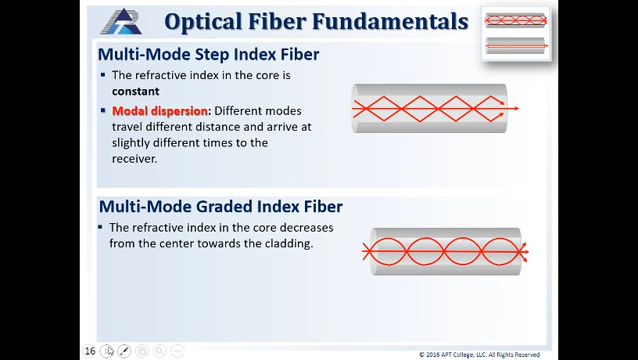 Optical Fiber Fundamentals
Multi-Mode Step Index Fiber
▪ The refractive index in the core is
constant
▪ Modal dispersion: Different modes
travel different distance and arrive at
slightly different times to the
receiver.
Multi-Mode Graded Index Fiber
▪ The refractive index in the core decreases
from the center towards the cladding.
16
© 2016 APT College, LLC. All Rights Reserved